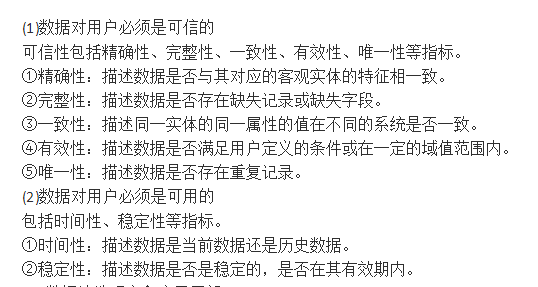 (1)数据对用户必须是可信的
可信性包括精确性、完整性、一致性、有效性、唯一性等指标。
①精确性：描述数据是否与其对应的客观实体的特征相一致。
②完整性：描述数据是否存在缺失记录或缺失字段。
③一致性：描述同一实体的同一属性的值在不同的系统是否一致。
④有效性：描述数据是否满足用户定义的条件或在一定的域值范围内。
⑤唯一性：描述数据是否存在重复记录。
(2)数据对用户必须是可用的
包括时间性、稳定性等指标。
①时间性：描述数据是当前数据还是历史数据。
②稳定性：描述数据是否是稳定的，是否在其有效期内。